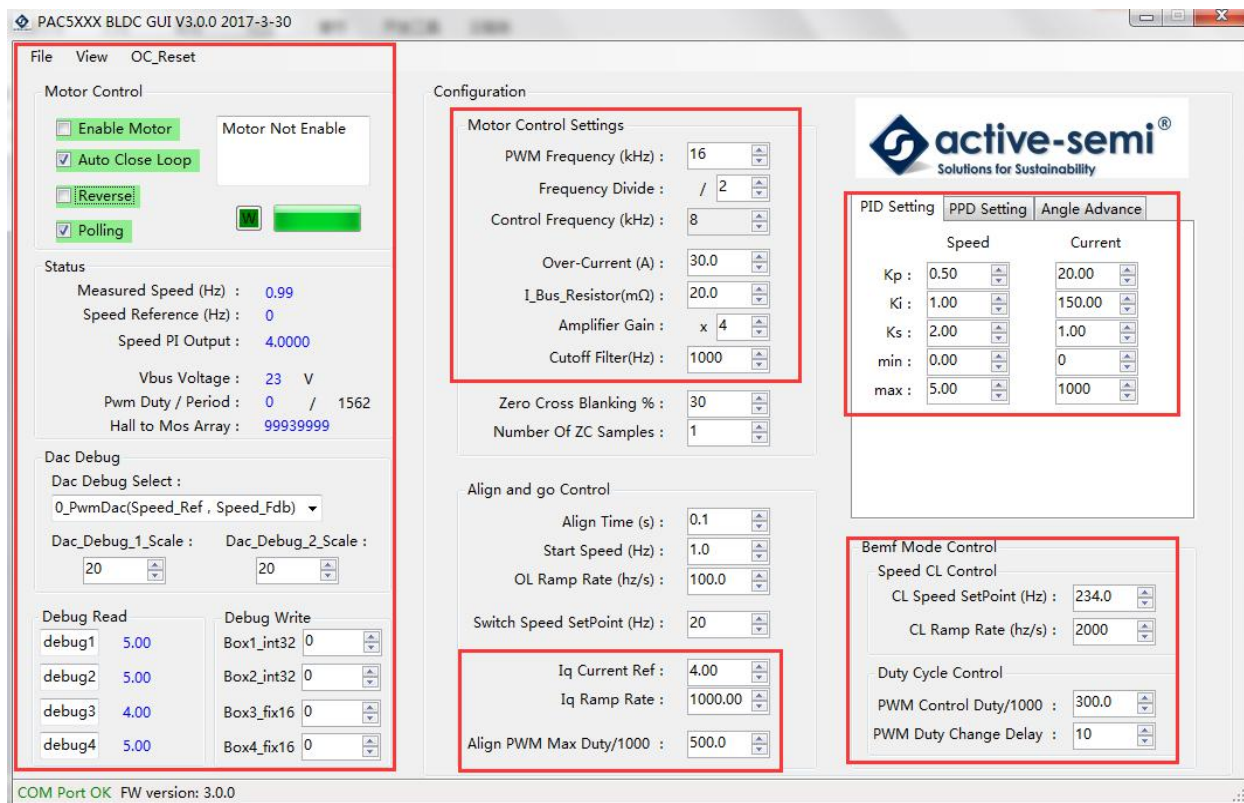 PAC5XXX BLDC GUI V3.0.0 2017-3-30
File View OC_Reset
Motor Control
Enable Motor
Motor Not Enable
Auto Close Loop
Reverse
W
Polling
Status
Measured Speed (Hz) : 0.99
Speed Reference (Hz) : 0
Speed PI Output : 4.0000
Vbus Voltage : 23 V
Pwm Duty / Period : 0 / 1562
Hall to Mos Array : 99939999
Dac Debug
Dac Debug Select :
0_PwmDac(Speed_Ref , Speed_Fdb)
Dac_Debug_1_Scale : Dac_Debug_2_Scale :
20 20
Debug Read
debug1 5.00
debug2 5.00
debug3 4.00
debug4 5.00
Debug Write
Box1_int32 0
Box2_int32 0
Box3_fix16 0
Box4_fix16 0
Configuration
Motor Control Settings
PWM Frequency (kHz) : 16
Frequency Divide : / 2
Control Frequency (kHz) : 8
Over-Current (A) : 30.0
I_Bus_Resistor(mΩ) : 20.0
Amplifier Gain : x 4
Cutoff Filter(Hz) : 1000
Zero Cross Blanking % : 30
Number Of ZC Samples : 1
Align and go Control
Align Time (s) : 0.1
Start Speed (Hz) : 1.0
OL Ramp Rate (hz/s) : 100.0
Switch Speed SetPoint (Hz) : 20
Iq Current Ref : 4.00
Iq Ramp Rate : 1000.00
Align PWM Max Duty/1000 : 500.0
active-semi®
Solutions for Sustainability
PID Setting PPD Setting Angle Advance
Speed Current
Kp : 0.50 20.00
Ki : 1.00 150.00
Ks : 2.00 1.00
min : 0.00 0
max : 5.00 1000
Bemf Mode Control
Speed CL Control
CL Speed SetPoint (Hz) : 234.0
CL Ramp Rate (hz/s) : 2000
Duty Cycle Control
PWM Control Duty/1000 : 300.0
PWM Duty Change Delay : 10
COM Port OK FW version: 3.0.0